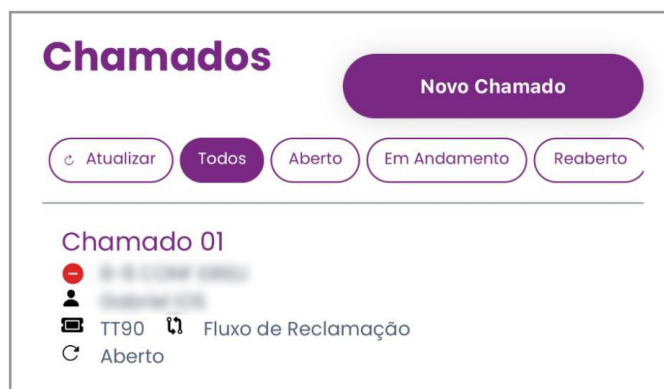 Chamados
Novo Chamado
Atualizar Todos Aberto Em Andamento Reaberto
Chamado 01
TT90 Fluxo de Reclamação
Aberto